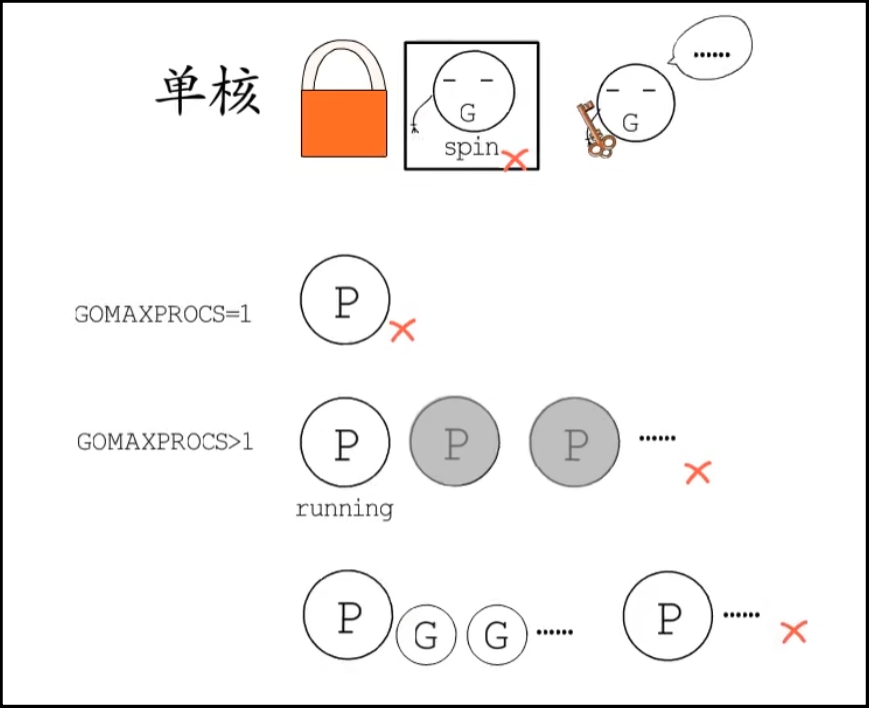 ······
单核
G
G
spin
GOMAXPROCS=1
P
GOMAXPROCS>1
P P P ······
running
P G G ······ P ······